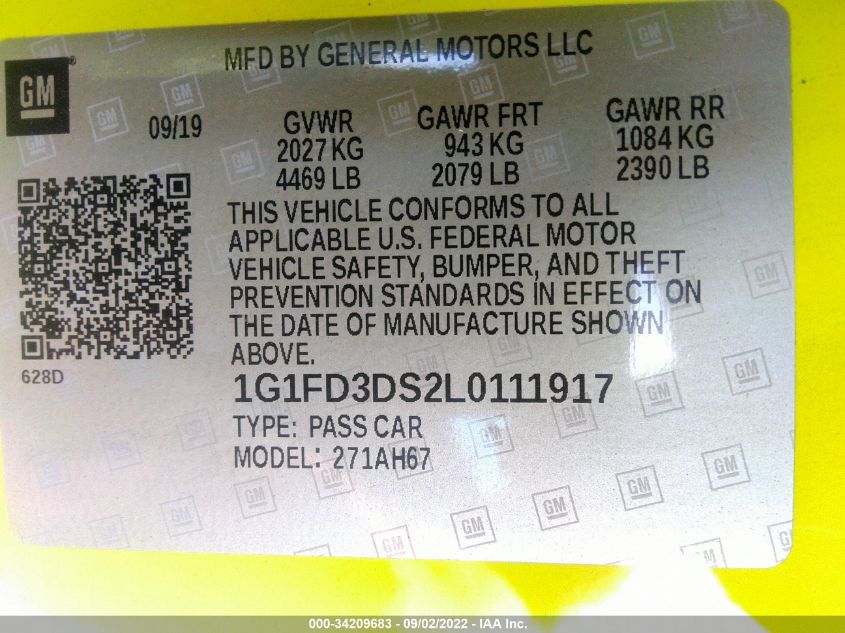 MFD BY GENERAL MOTORS LLC
GM
09/19 GVWR GAWR FRT GAWR RR
2027 KG 943 KG 1084 KG
4469 LB 2079 LB 2390 LB
THIS VEHICLE CONFORMS TO ALL
APPLICABLE U.S. FEDERAL MOTOR
VEHICLE SAFETY, BUMPER, AND THEFT
PREVENTION STANDARDS IN EFFECT ON
THE DATE OF MANUFACTURE SHOWN
ABOVE.
628D
1G1FD3DS2L0111917
TYPE: PASS CAR
MODEL: 271AH67
000-34209683 - 09/02/2022 - IAA Inc.